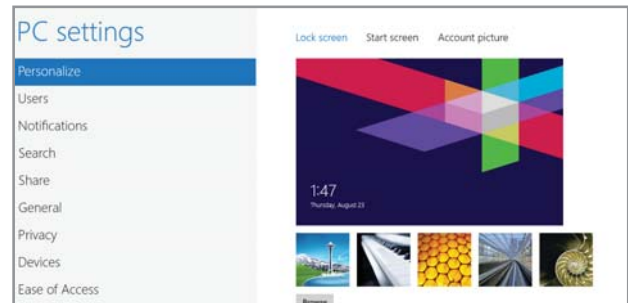 PC settings
Personalize
Users
Notifications
Search
Share
General
Privacy
Devices
Ease of Access
Lock screen Start screen Account picture
1:47
Thursday, August 23
Browse